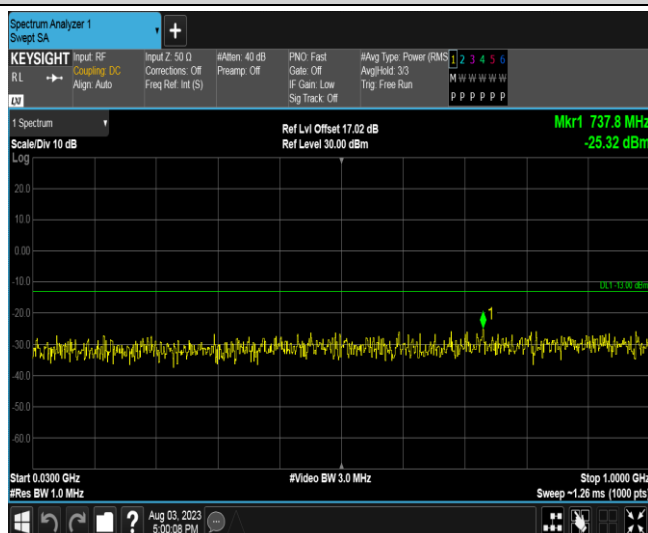 Spectrum Analyzer 1
Swept SA
+
KEYSIGHT
RL
LXI
Input: RF
Coupling: DC
Align: Auto
Input Z: 50 Ω
Corrections: Off
Freq Ref: Int (S)
#Atten: 40 dB
Preamp: Off
PNO: Fast
Gate: Off
IF Gain: Low
Sig Track: Off
#Avg Type: Power (RMS
Avg|Hold: 3/3
Trig: Free Run
1 2 3 4 5 6
M W W W W W
P P P P P P
1 Spectrum
Scale/Div 10 dB
Ref Lvl Offset 17.02 dB
Ref Level 30.00 dBm
Mkr1 737.8 MHz
-25.32 dBm
Log
20.0
10.0
0.00
-10.0
DL1 -13.00 dBm
1
-20.0
-30.0
-40.0
-50.0
-60.0
Start 0.0300 GHz
#Video BW 3.0 MHz
Stop 1.0000 GHz
#Res BW 1.0 MHz
Sweep ~1.26 ms (1000 pts)
?
Aug 03, 2023
5:00:08 PM